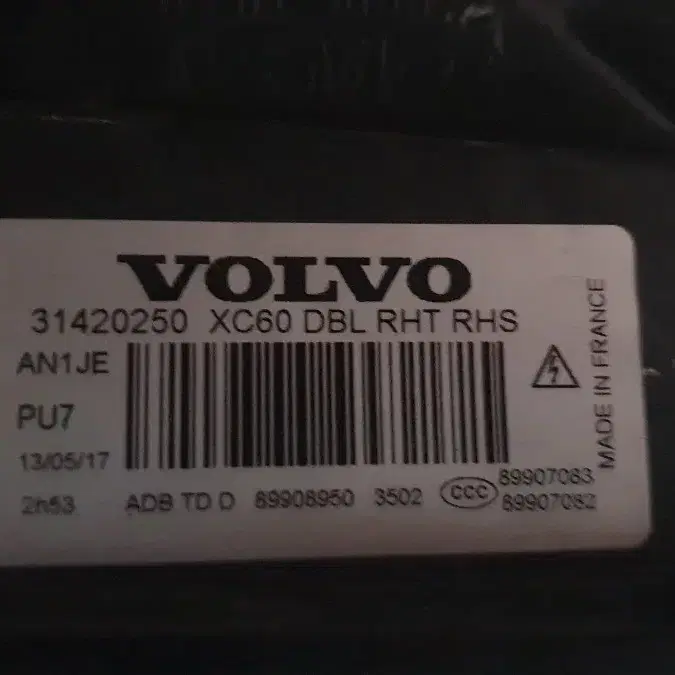 VOLVO
31420250 XC60 DBL RHT RHS
AN1JE
PU7
13/05/17
2h53
ADB TD D 89908950 3502
CCC
89907083
89907082
MADE IN FRANCE